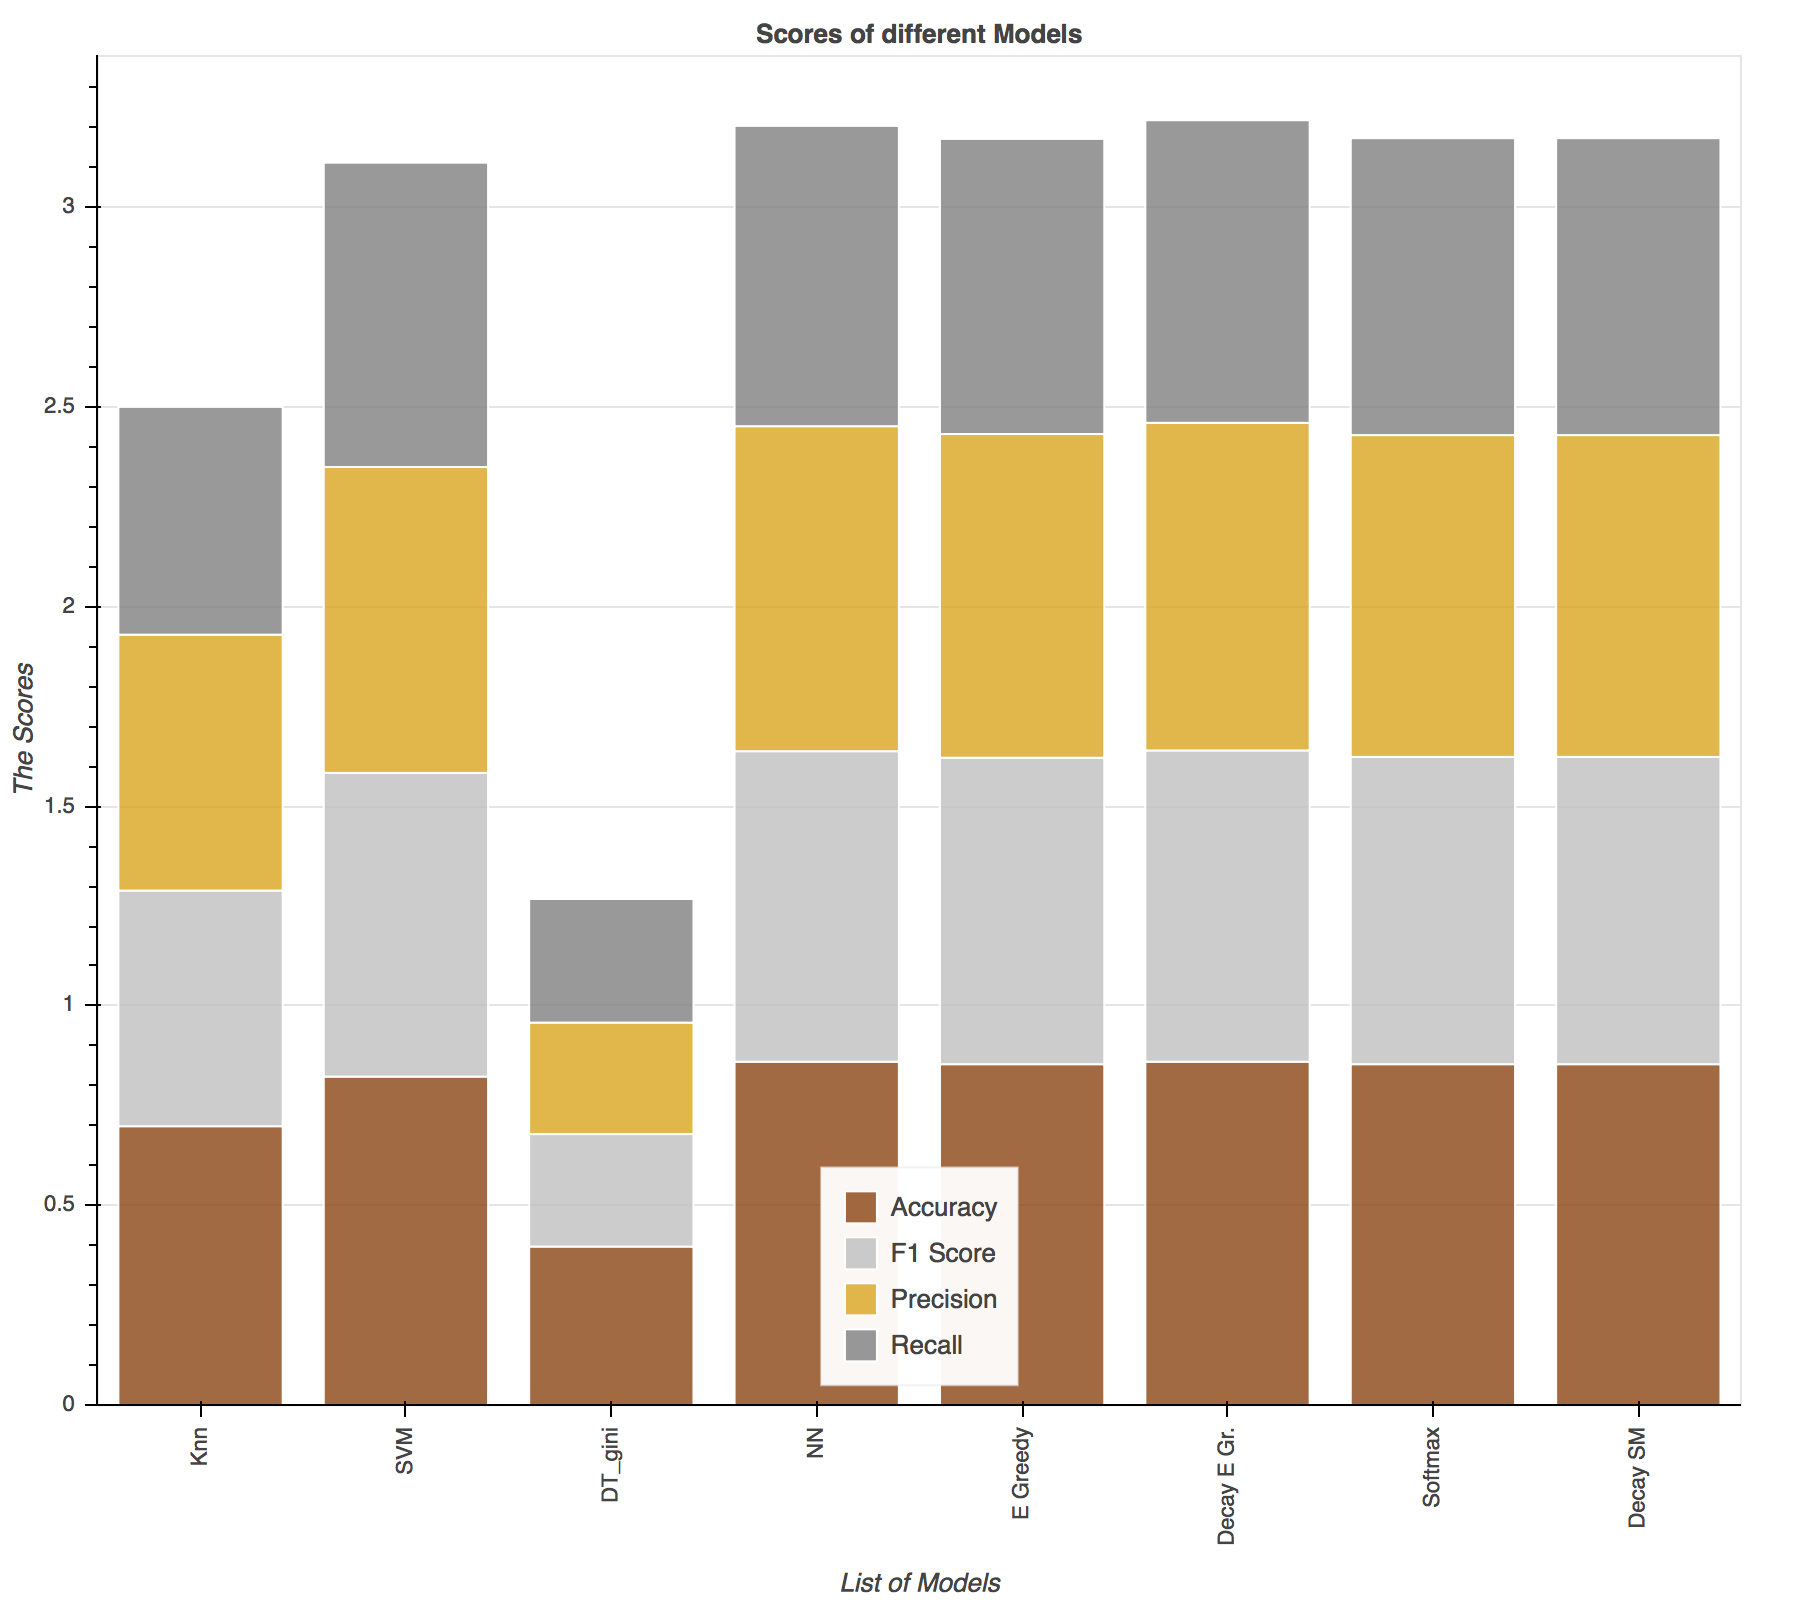 Scores of different Models
The Scores
3
2.5
2
1.5
1
0.5
0
Accuracy
F1 Score
Precision
Recall
Knn
SVM
DT_gini
NN
E Greedy
Decay E Gr.
Softmax
Decay SM
List of Models